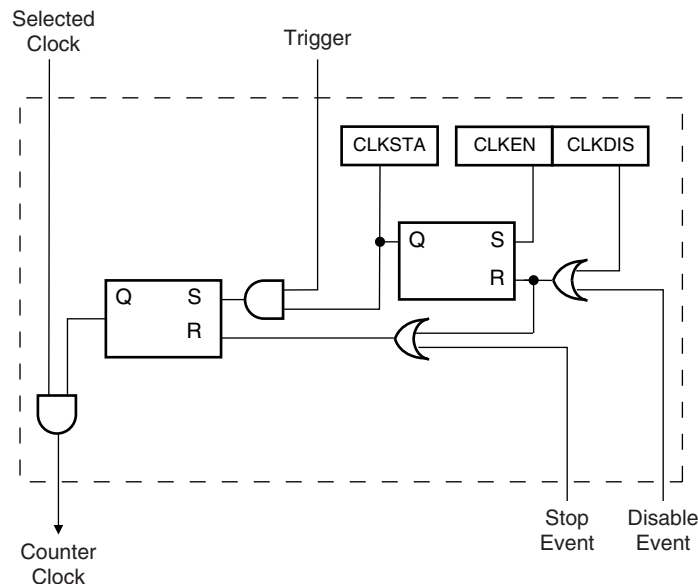 Selected
Clock
Trigger
CLKSTA
CLKEN
CLKDIS
Q
S
R
Q
S
R
Stop
Event
Disable
Event
Counter
Clock